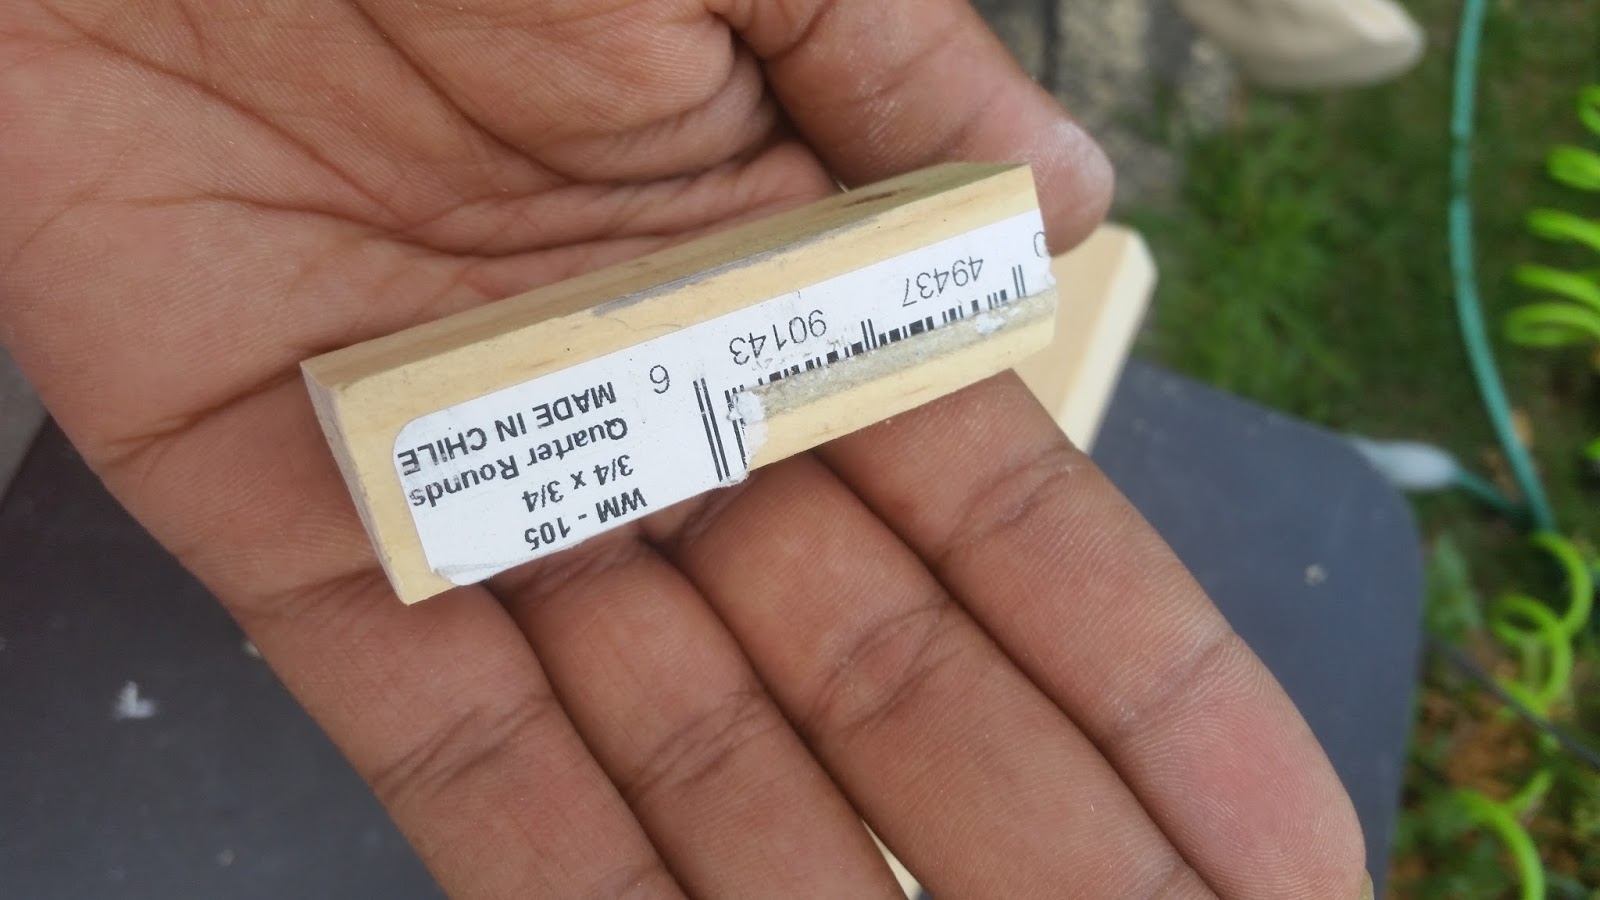 WM - 105
3/4 x 3/4
Quarter Rounds
MADE IN CHILE
49437 90143 6